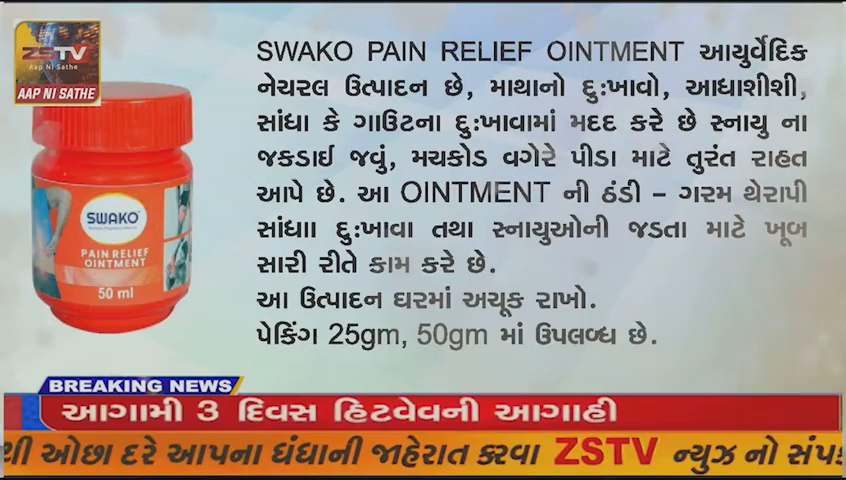 ZSTV
Aap Ni Sathe
AAP NI SATHE
SWAKO PAIN RELIEF OINTMENT આયુર્વેદિક
નેચરલ ઉત્પાદન છે, માથાનો દુઃખાવો, આધાશીશી,
સાંધા કે ગાઉટના દુઃખાવામાં મદદ કરે છે સ્નાયુ ના
જકડાઈ જવું, મચકોડ વગેરે પીડા માટે તુરંત રાહત
આપે છે. આ OINTMENT ની ઠંડી – ગરમ થેરાપી
સાંધાા દુઃખાવા તથા સ્નાયુઓની જડતા માટે ખૂબ
સારી રીતે કામ કરે છે.
આ ઉત્પાદન ઘરમાં અચૂક રાખો.
પેકિંગ 25gm, 50gm માં ઉપલબ્ધ છે.
SWAKO
PAIN RELIEF
OINTMENT
50 ml
BREAKING NEWS
આગામી 3 દિવસ હિટવેવની આગાહી
થી ઓછા દરે આપના ધંધાની જાહેરાત કરવા ZSTV ન્યુઝ નો સંપક